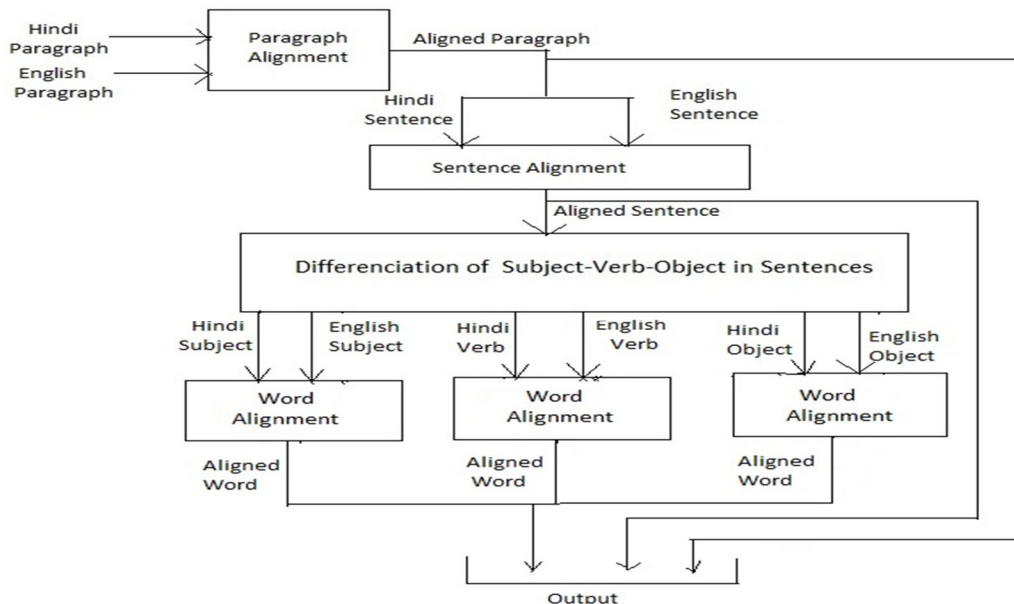 Hindi
Paragraph
English
Paragraph
Paragraph
Alignment
Aligned Paragraph
Hindi
Sentence
English
Sentence
Sentence Alignment
Aligned Sentence
Differenciation of Subject-Verb-Object in Sentences
Hindi
Subject
English
Subject
Hindi
Verb
English
Verb
Hindi
Object
English
Object
Word
Alignment
Word
Alignment
Word
Alignment
Aligned
Word
Aligned
Word
Aligned
Word
Output